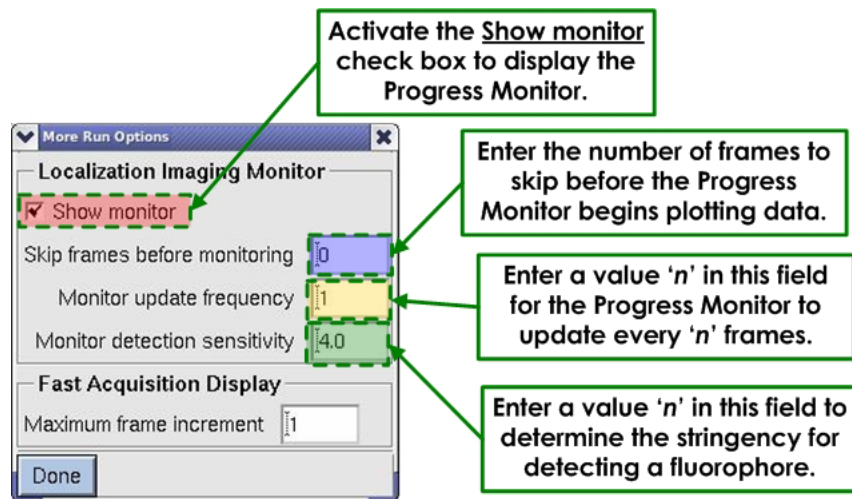 Activate the Show monitor
check box to display the
Progress Monitor.
More Run Options
Localization Imaging Monitor
Show monitor
Skip frames before monitoring 0
Monitor update frequency 1
Monitor detection sensitivity 4.0
Fast Acquisition Display
Maximum frame increment 1
Done
Enter the number of frames to
skip before the Progress
Monitor begins plotting data.
Enter a value ‘n’ in this field
for the Progress Monitor to
update every ‘n’ frames.
Enter a value ‘n’ in this field to
determine the stringency for
detecting a fluorophore.